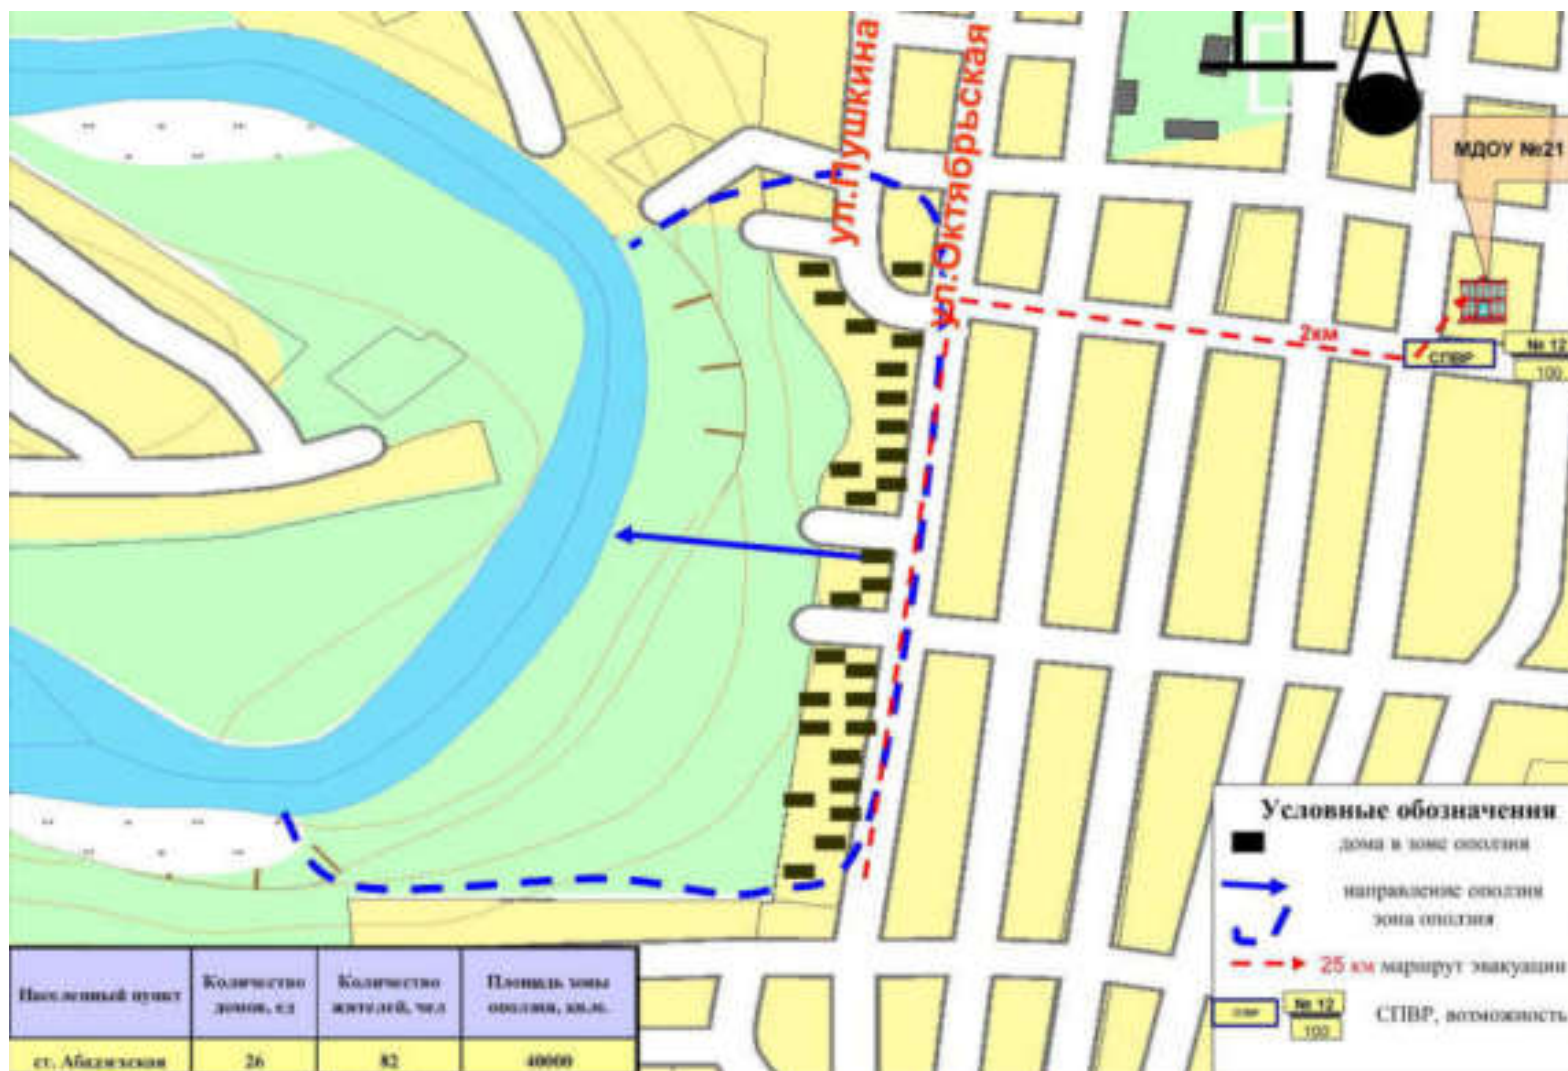 ул.Пушкина
ул.Октябрьская
МДОУ №21
2км
СПВР
№ 12
100
Условные обозначения
дома в зоне оползня
направление оползня
зона оползня
25 км маршрут эвакуации
№ 12
100
СПВР, возможность
Населенный пункт
Количество
домов, ед
Количество
жителей, чел
Площадь зоны
оползня, кв.м.
ст. Абадзехская
26
82
40000